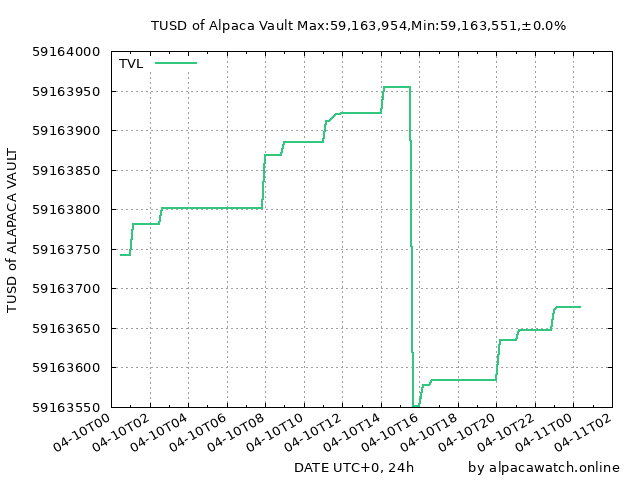 TUSD of Alpaca Vault Max:59,163,954,Min:59,163,551,±0.0%
TVL
TUSD of ALAPACA VAULT
59164000
59163950
59163900
59163850
59163800
59163750
59163700
59163650
59163600
59163550
04-10T00
04-10T02
04-10T04
04-10T06
04-10T08
04-10T10
04-10T12
04-10T14
04-10T16
04-10T18
04-10T20
04-10T22
04-11T00
04-11T02
DATE UTC+0, 24h
by alpacawatch.online